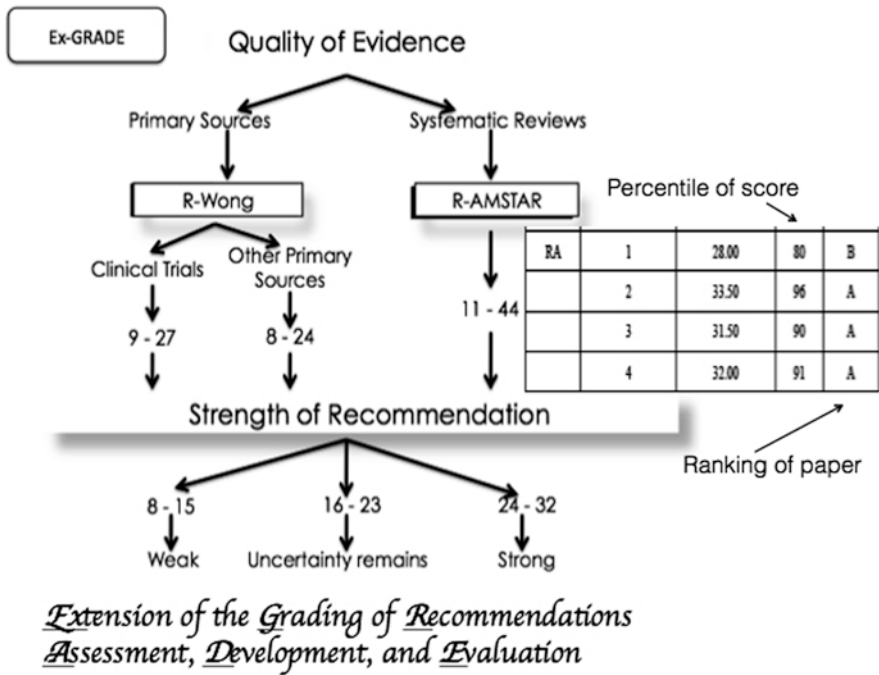 Ex-GRADE
Quality of Evidence
Primary Sources
Systematic Reviews
R-Wong
R-AMSTAR
Percentile of score
Clinical Trials
Other Primary
Sources
9 - 27
8 - 24
11 - 44
RA 1 28.00 80 B
2 33.50 96 A
3 31.50 90 A
4 32.00 91 A
Strength of Recommendation
Ranking of paper
8 - 15
16 - 23
24 - 32
Weak
Uncertainty remains
Strong
Extension of the Grading of Recommendations
Assessment, Development, and Evaluation